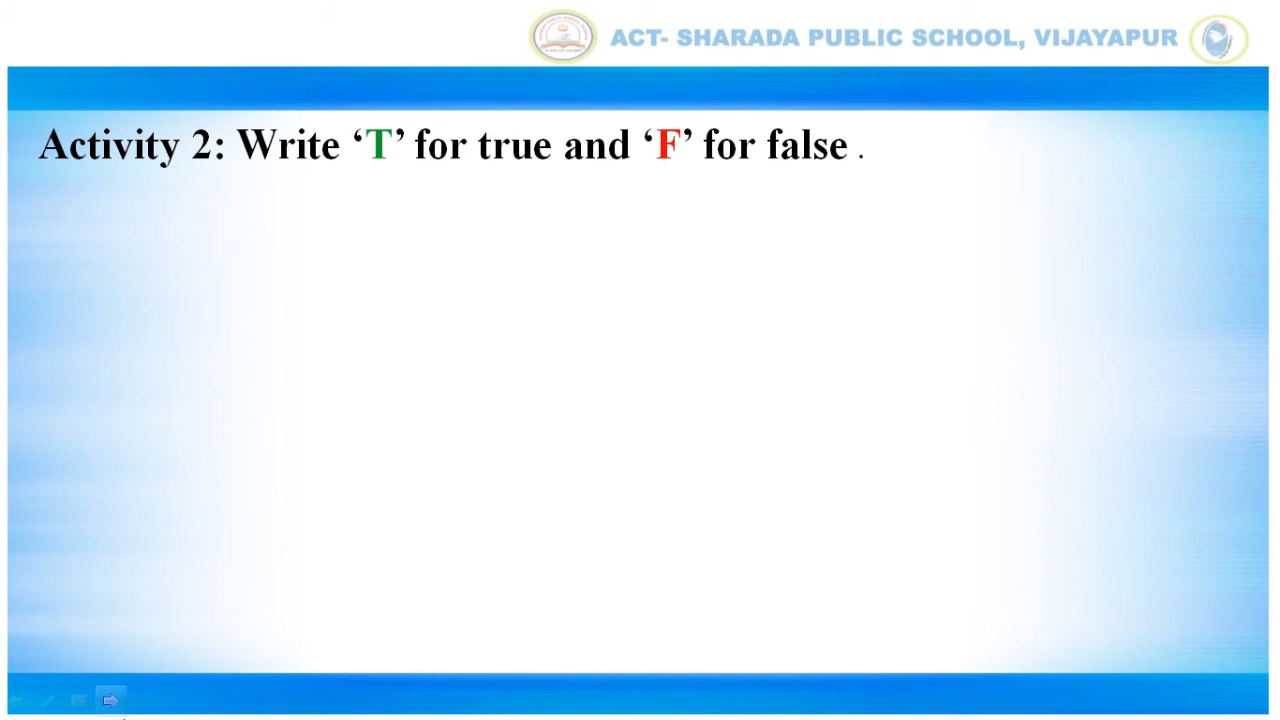 ACT- SHARADA PUBLIC SCHOOL, VIJAYAPUR
Activity 2: Write ‘T’ for true and ‘F’ for false .